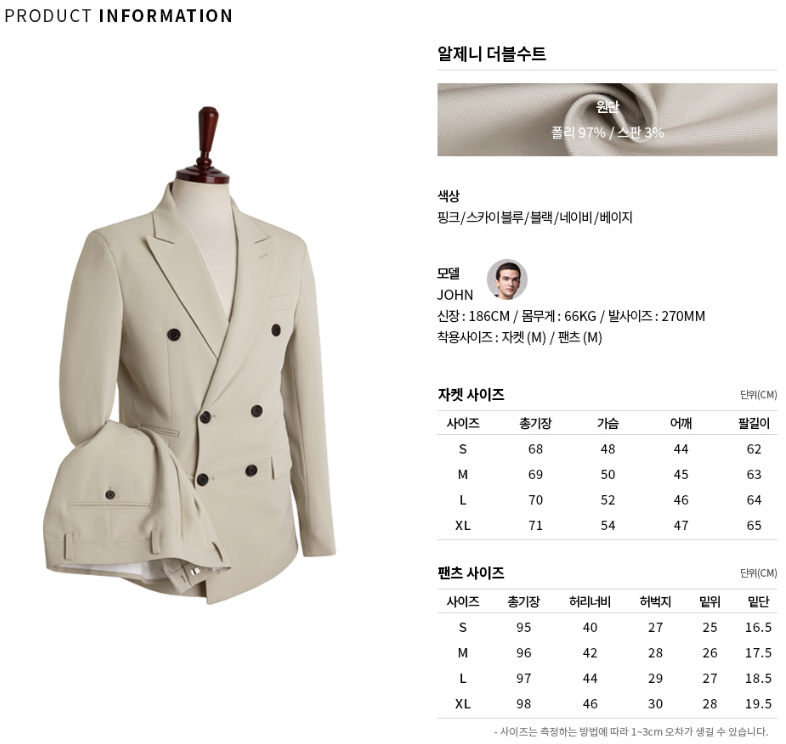 PRODUCT INFORMATION
알제니 더블수트
원단
폴리 97% / 스판 3%
색상
핑크/스카이블루/블랙/네이비/베이지
모델
JOHN
신장 : 186CM / 몸무게 : 66KG / 발사이즈 : 270MM
착용사이즈 : 자켓 (M) / 팬츠 (M)
자켓 사이즈 단위(CM)
사이즈 총기장 가슴 어깨 팔길이
S 68 48 44 62
M 69 50 45 63
L 70 52 46 64
XL 71 54 47 65
팬츠 사이즈 단위(CM)
사이즈 총기장 허리너비 허벅지 밑위 밑단
S 95 40 27 25 16.5
M 96 42 28 26 17.5
L 97 44 29 27 18.5
XL 98 46 30 28 19.5
- 사이즈는 측정하는 방법에 따라 1~3cm 오차가 생길 수 있습니다.